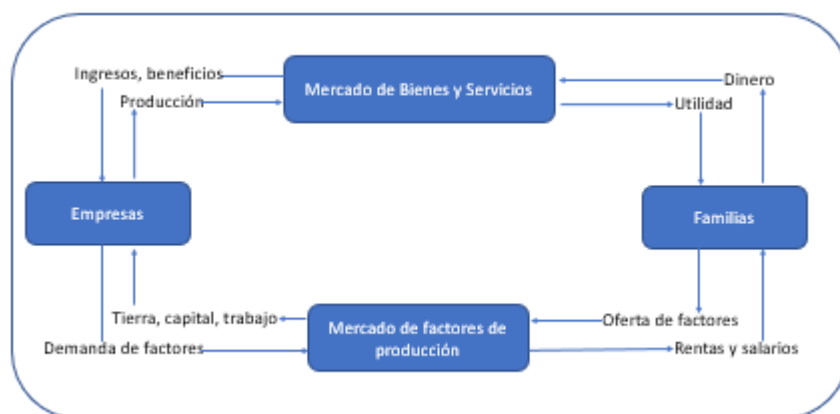 Ingresos, beneficios
Mercado de Bienes y Servicios
Dinero
Producción
Utilidad
Empresas
Familias
Tierra, capital, trabajo
Mercado de factores de
producción
Oferta de factores
Demanda de factores
Rentas y salarios